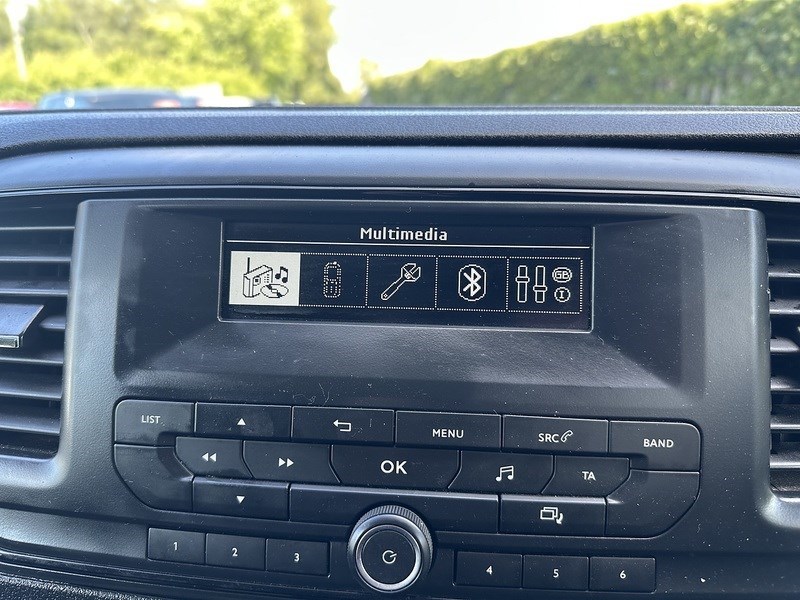 Multimedia
GB
I
LIST
MENU
SRC
BAND
OK
TA
1 2 3
4 5 6